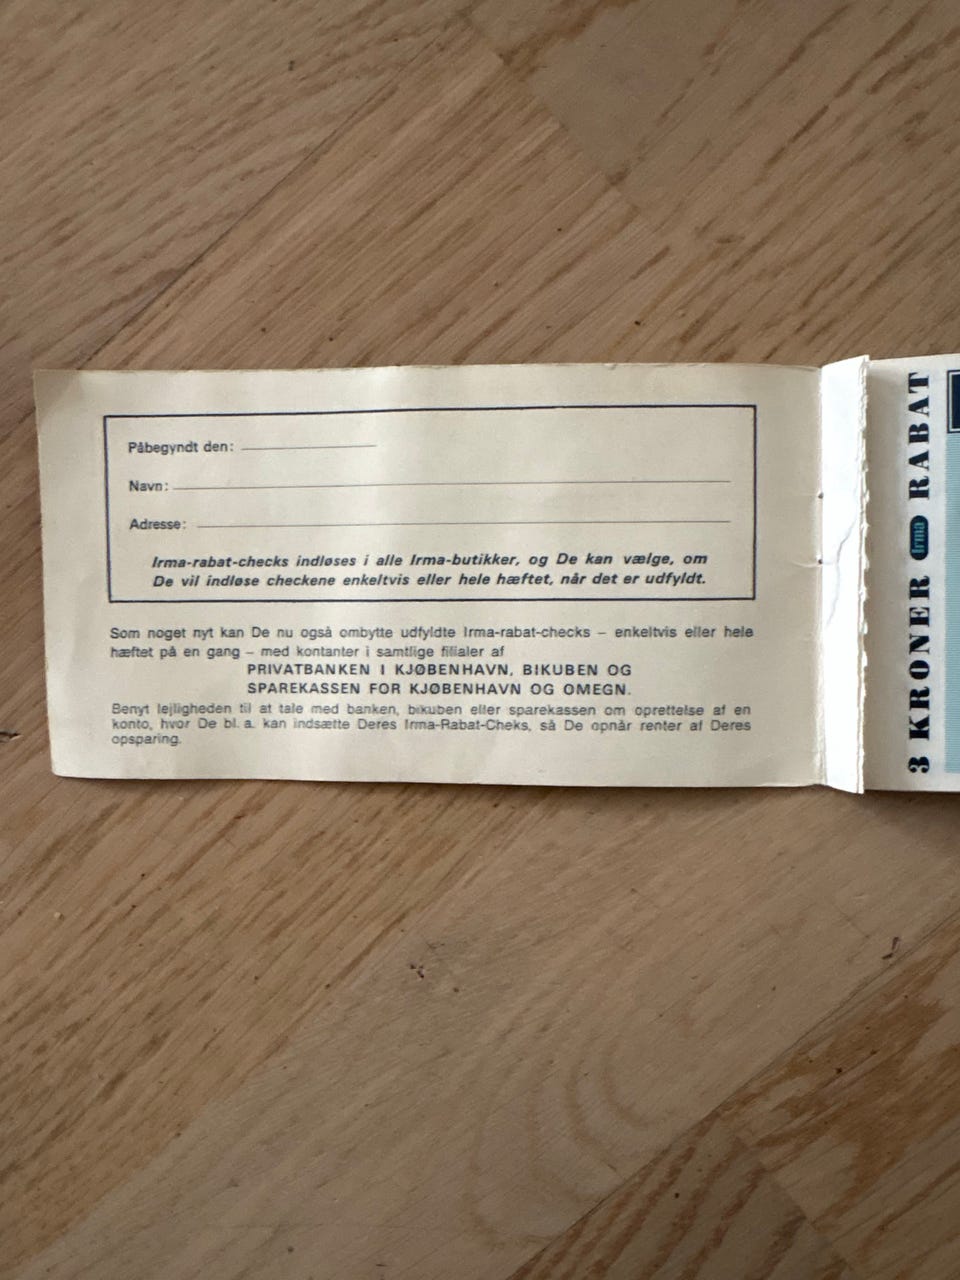 Påbegyndt den:
Navn:
Adresse:
Irma-rabat-checks indløses i alle Irma-butikker, og De kan vælge, om
De vil indløse checkene enkeltvis eller hele hæftet, når det er udfyldt.
Som noget nyt kan De nu også ombytte udfyldte Irma-rabat-checks – enkeltvis eller hele
hæftet på en gang – med kontanter i samtlige filialer af
PRIVATBANKEN I KJØBENHAVN, BIKUBEN OG
SPAREKASSEN FOR KJØBENHAVN OG OMEGN.
Benyt lejligheden til at tale med banken, bikuben eller sparekassen om oprettelse af en
konto, hvor De bl. a. kan indsætte Deres Irma-Rabat-Cheks, så De opnår renter af Deres
opsparing.
3 KRONER Irma RABAT